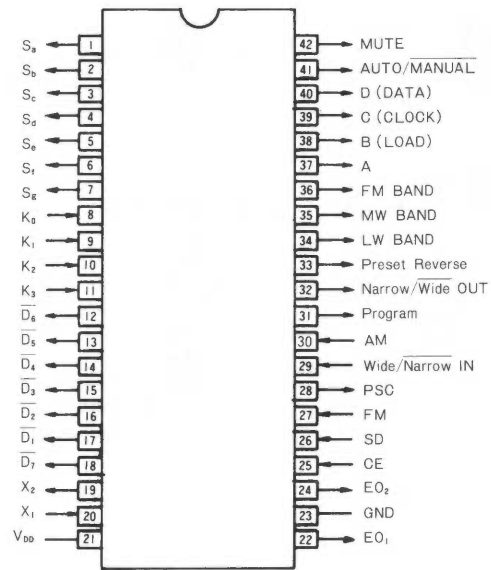 Sa 1 42 MUTE
Sb 2 41 AUTO/MANUAL
Sc 3 40 D (DATA)
Sd 4 39 C (CLOCK)
Se 5 38 B (LOAD)
Sf 6 37 A
Sg 7 36 FM BAND
K0 8 35 MW BAND
K1 9 34 LW BAND
K2 10 33 Preset Reverse
K3 11 32 Narrow/Wide OUT
D6 12 31 Program
D5 13 30 AM
D4 14 29 Wide/Narrow IN
D3 15 28 PSC
D2 16 27 FM
D1 17 26 SD
D7 18 25 CE
X2 19 24 EO2
X1 20 23 GND
VDD 21 22 EO1